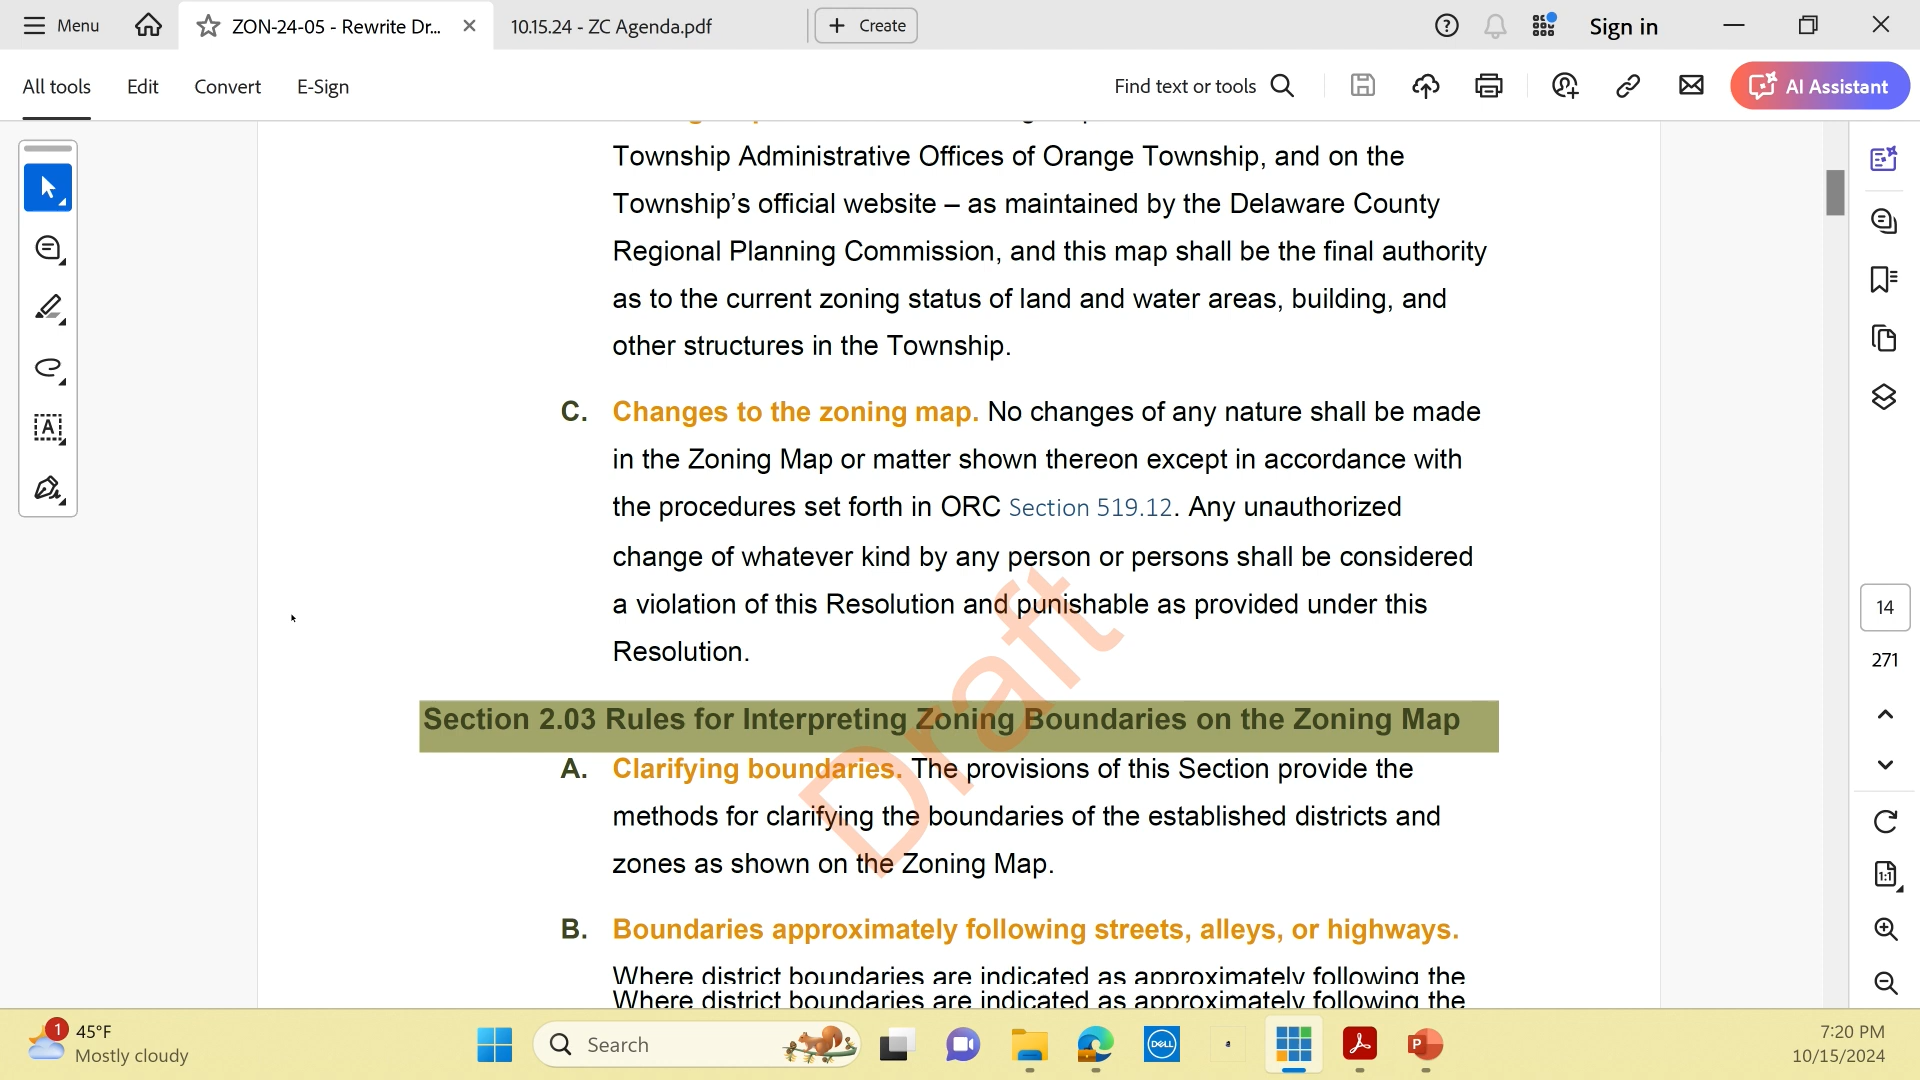 Menu
ZON-24-05 - Rewrite Dr...
10.15.24 - ZC Agenda.pdf
Create
Sign in
All tools
Edit
Convert
E-Sign
Find text or tools
AI Assistant
Township Administrative Offices of Orange Township, and on the
Township’s official website – as maintained by the Delaware County
Regional Planning Commission, and this map shall be the final authority
as to the current zoning status of land and water areas, building, and
other structures in the Township.
C. Changes to the zoning map. No changes of any nature shall be made
in the Zoning Map or matter shown thereon except in accordance with
the procedures set forth in ORC Section 519.12. Any unauthorized
change of whatever kind by any person or persons shall be considered
a violation of this Resolution and punishable as provided under this
Resolution.
Section 2.03 Rules for Interpreting Zoning Boundaries on the Zoning Map
A. Clarifying boundaries. The provisions of this Section provide the
methods for clarifying the boundaries of the established districts and
zones as shown on the Zoning Map.
B. Boundaries approximately following streets, alleys, or highways.
Where district boundaries are indicated as approximately following the
Where district boundaries are indicated as approximately following the
Draft
14
271
1:1
1
45°F
Mostly cloudy
Search
DELL
a
P
7:20 PM
10/15/2024